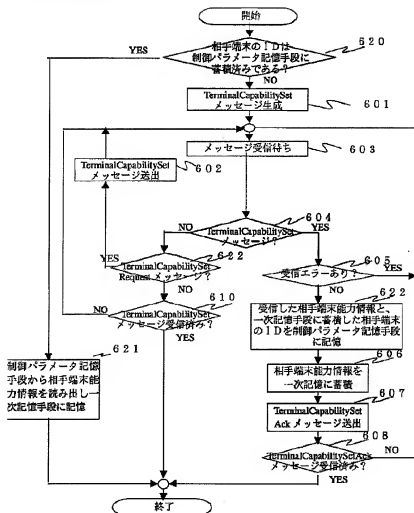 開始
YES
相手端末のIDは
制御パラメータ記憶手段に
蓄積済みである?
620
NO
TerminalCapabilitySet
メッセージ生成
601
メッセージ受信待ち
603
TerminalCapabilitySet
メッセージ送出
602
604
NO
TerminalCapabilitySet
メッセージ?
YES
YES
TerminalCapabilitySet
Request メッセージ?
622
605
受信エラーあり?
YES
NO
NO
622
610
NO
TerminalCapabilitySet
メッセージ受信済み?
YES
受信した相手端末能力情報と、
一次記憶手段に蓄積した相手端末
のIDを制御パラメータ記憶手段
に記憶
606
621
制御パラメータ記憶
手段から相手端末能
力情報を読み出し一
次記憶手段に記憶
相手端末能力情報を
一次記憶に蓄積
607
TerminalCapabilitySet
Ack メッセージ送出
608
TerminalCapabilitySetAck
メッセージ受信済み?
NO
YES
終了